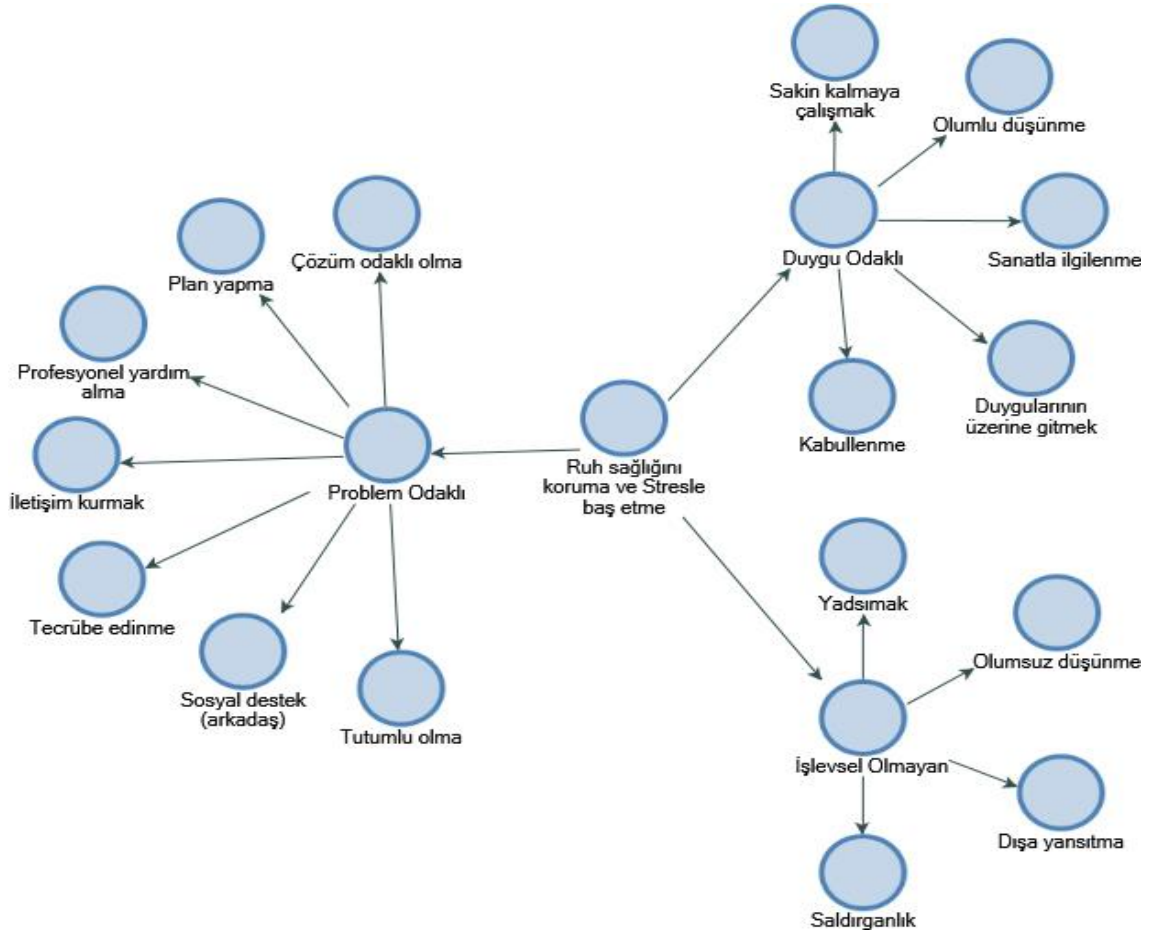 Sakin kalmaya
çalışmak
Olumlu düşünme
Çözüm odaklı olma
Plan yapma
Duygu Odaklı
Sanatla ilgilenme
Profesyonel yardım
alma
Duygularının
üzerine gitmek
Kabullenme
İletişim kurmak
Problem Odaklı
Ruh sağlığını
koruma ve Stresle
baş etme
Yadsımak
Tecrübe edinme
Olumsuz düşünme
Sosyal destek
(arkadaş)
Tutumlu olma
İşlevsel Olmayan
Dışa yansıtma
Saldırganlık